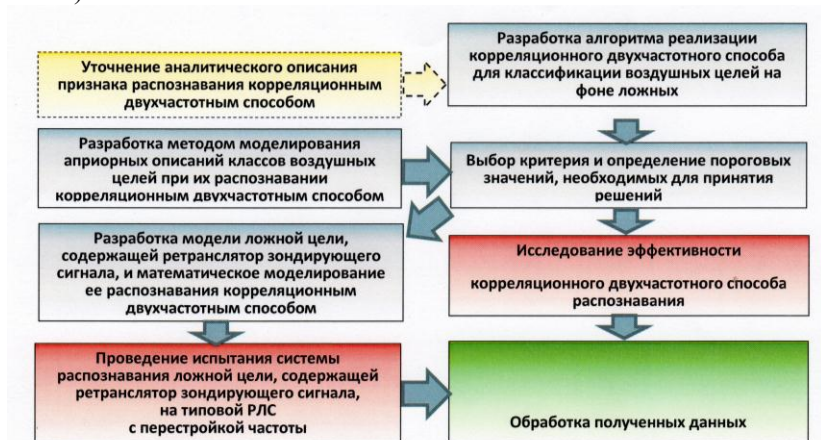 Уточнение аналитического описания
признака распознавания корреляционным
двухчастотным способом
Разработка алгоритма реализации
корреляционного двухчастотного способа
для классификации воздушных целей на
фоне ложных
Разработка методом моделирования
априорных описаний классов воздушных
целей при их распознавании
корреляционным двухчастотным способом
Выбор критерия и определение пороговых
значений, необходимых для принятия
решений
Разработка модели ложной цели,
содержащей ретранслятор зондирующего
сигнала, и математическое моделирование
ее распознавания корреляционным
двухчастотным способом
Исследование эффективности
корреляционного двухчастотного способа
распознавания
Проведение испытания системы
распознавания ложной цели, содержащей
ретранслятор зондирующего сигнала,
на типовой РЛС
с перестройкой частоты
Обработка полученных данных